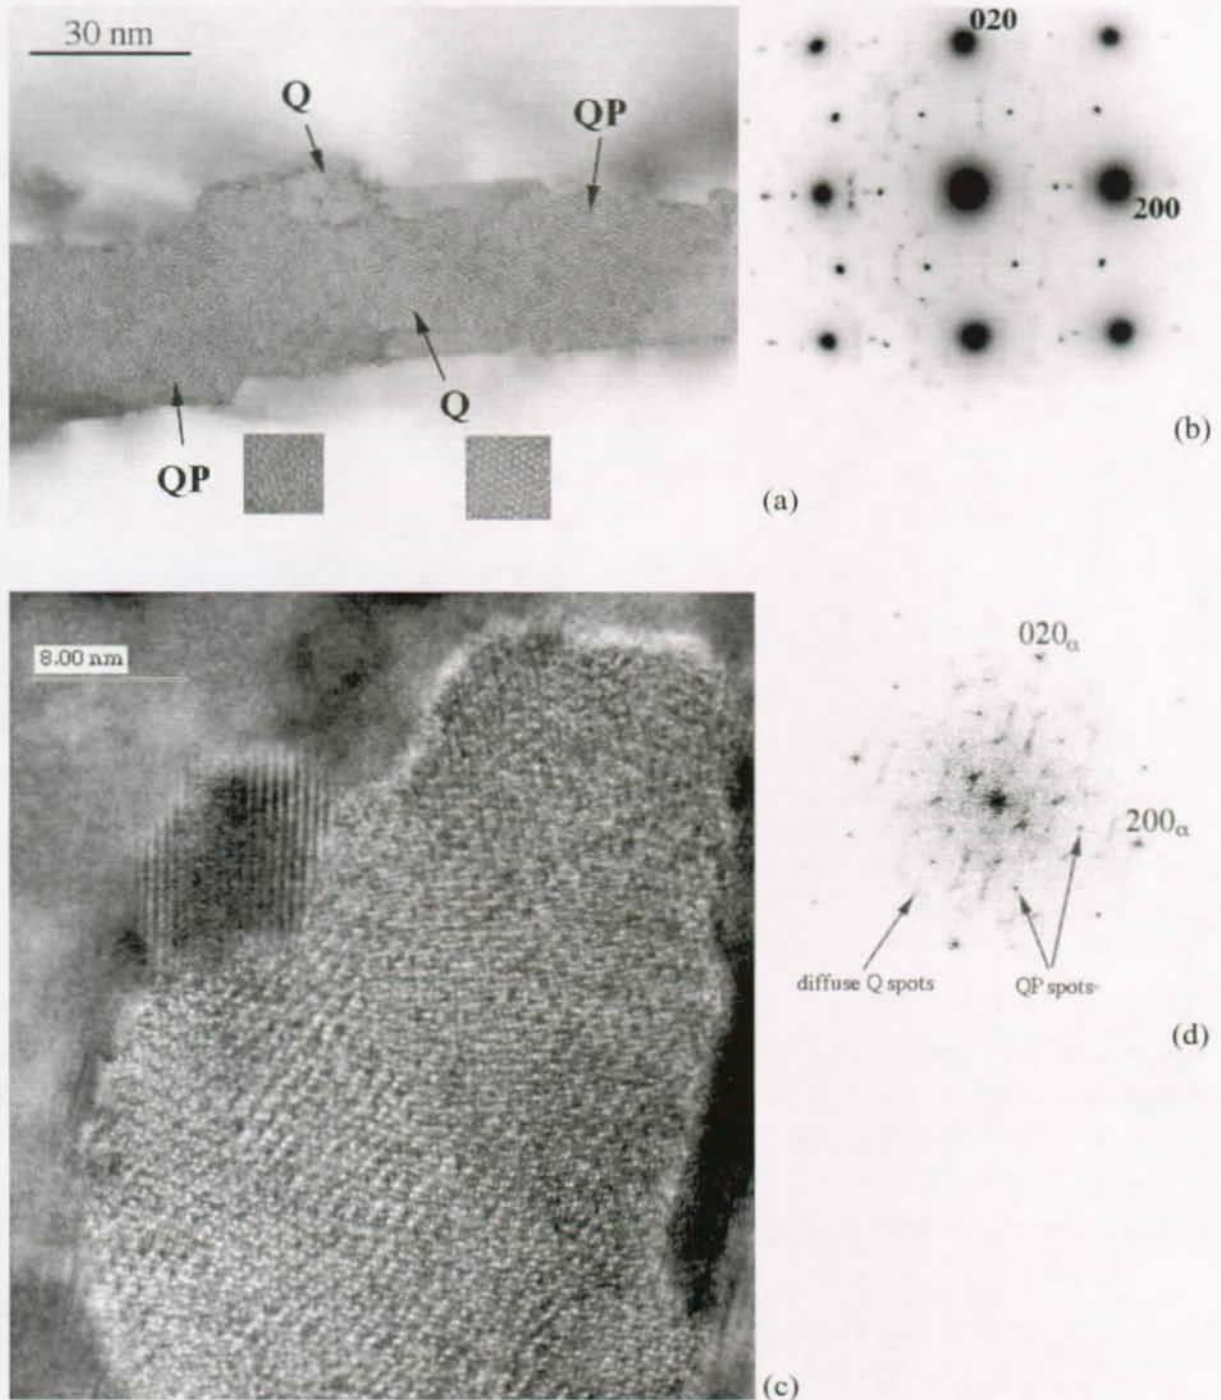 30 nm
Q
QP
Q
QP
(a)
020
200
(b)
8.00 nm
(c)
020α
200α
diffuse Q spots
QP spots
(d)